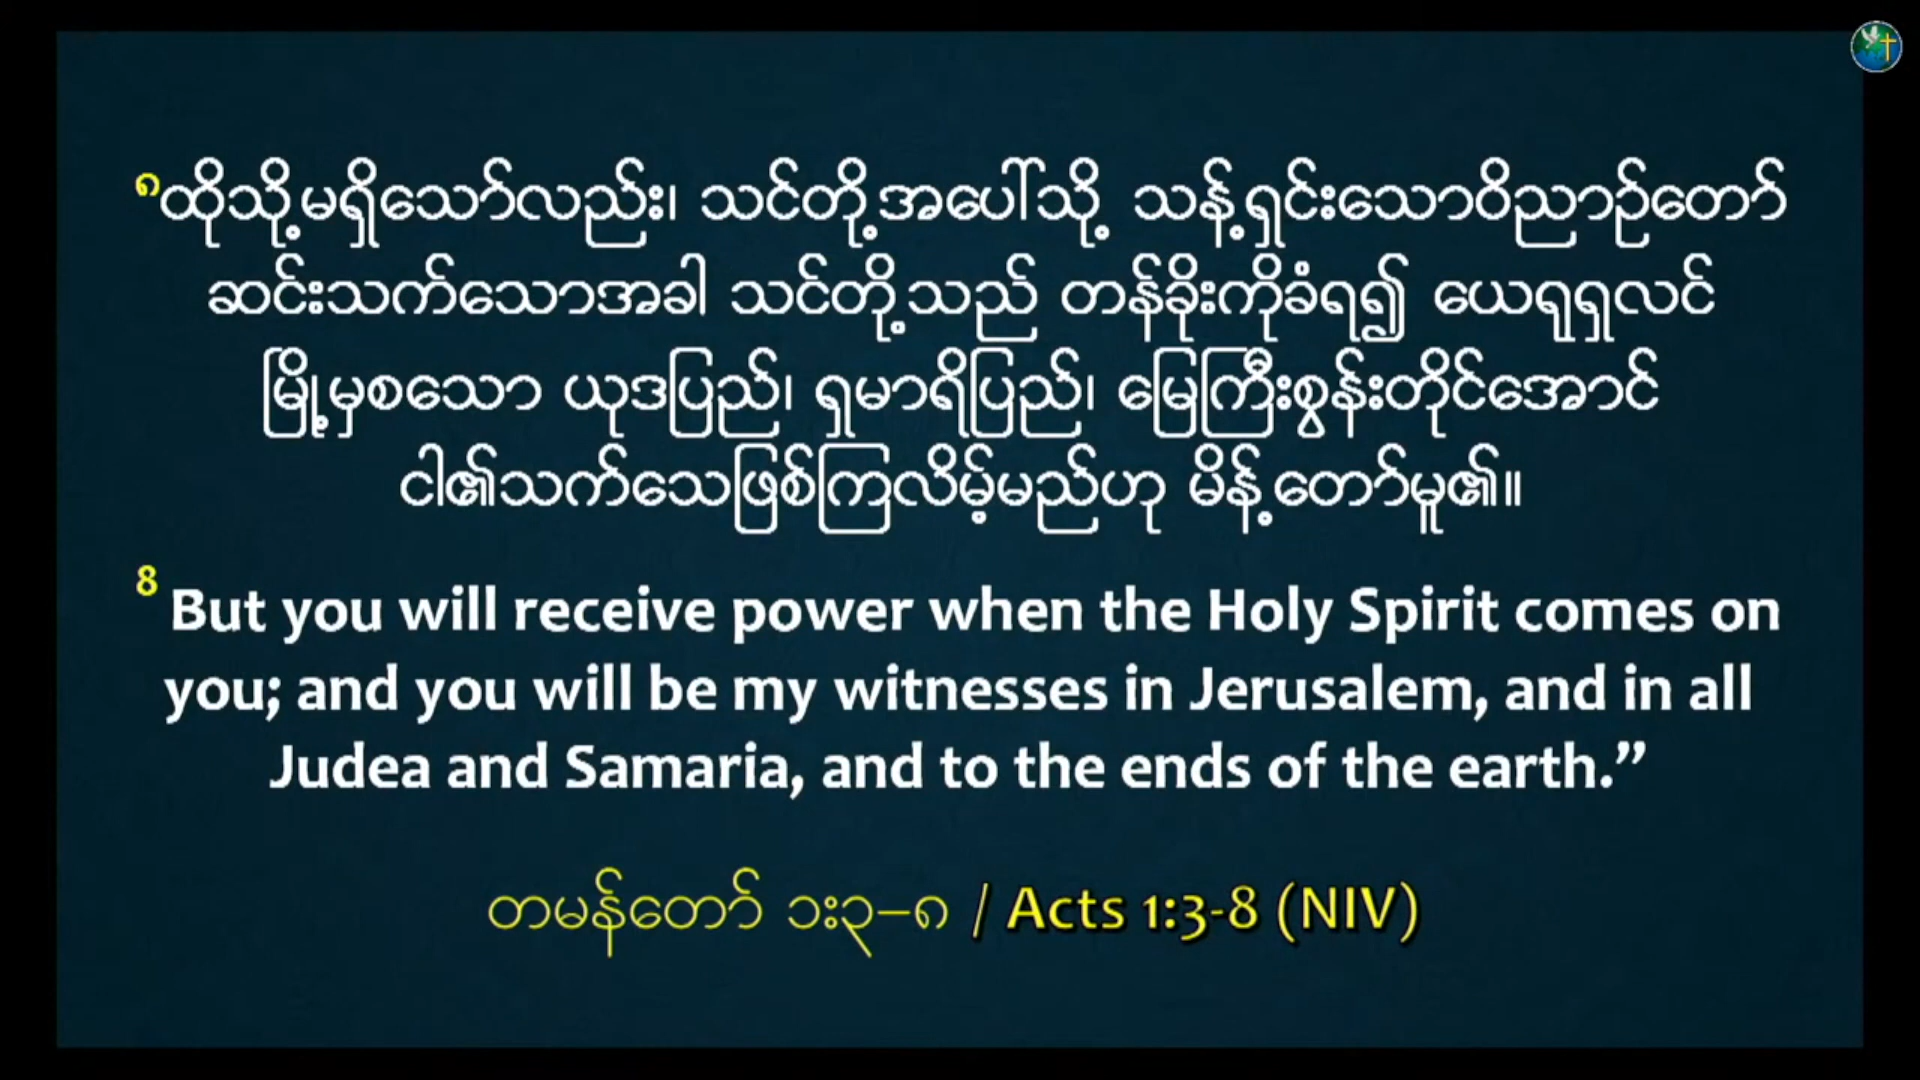 ၈ထိုသို့မရှိသော်လည်း၊ သင်တို့အပေါ်သို့ သန့်ရှင်းသောဝိညာဉ်တော်
ဆင်းသက်သောအခါ သင်တို့သည် တန်ခိုးကိုခံရ၍ ယေရုရှလင်
မြို့မှစသော ယုဒပြည်၊ ရှမာရိပြည်၊ မြေကြီးစွန်းတိုင်အောင်
ငါ၏သက်သေဖြစ်ကြလိမ့်မည်ဟု မိန့်တော်မူ၏။
8 But you will receive power when the Holy Spirit comes on
you; and you will be my witnesses in Jerusalem, and in all
Judea and Samaria, and to the ends of the earth.”
တမန်တော် ၁း၃–၈ / Acts 1:3-8 (NIV)